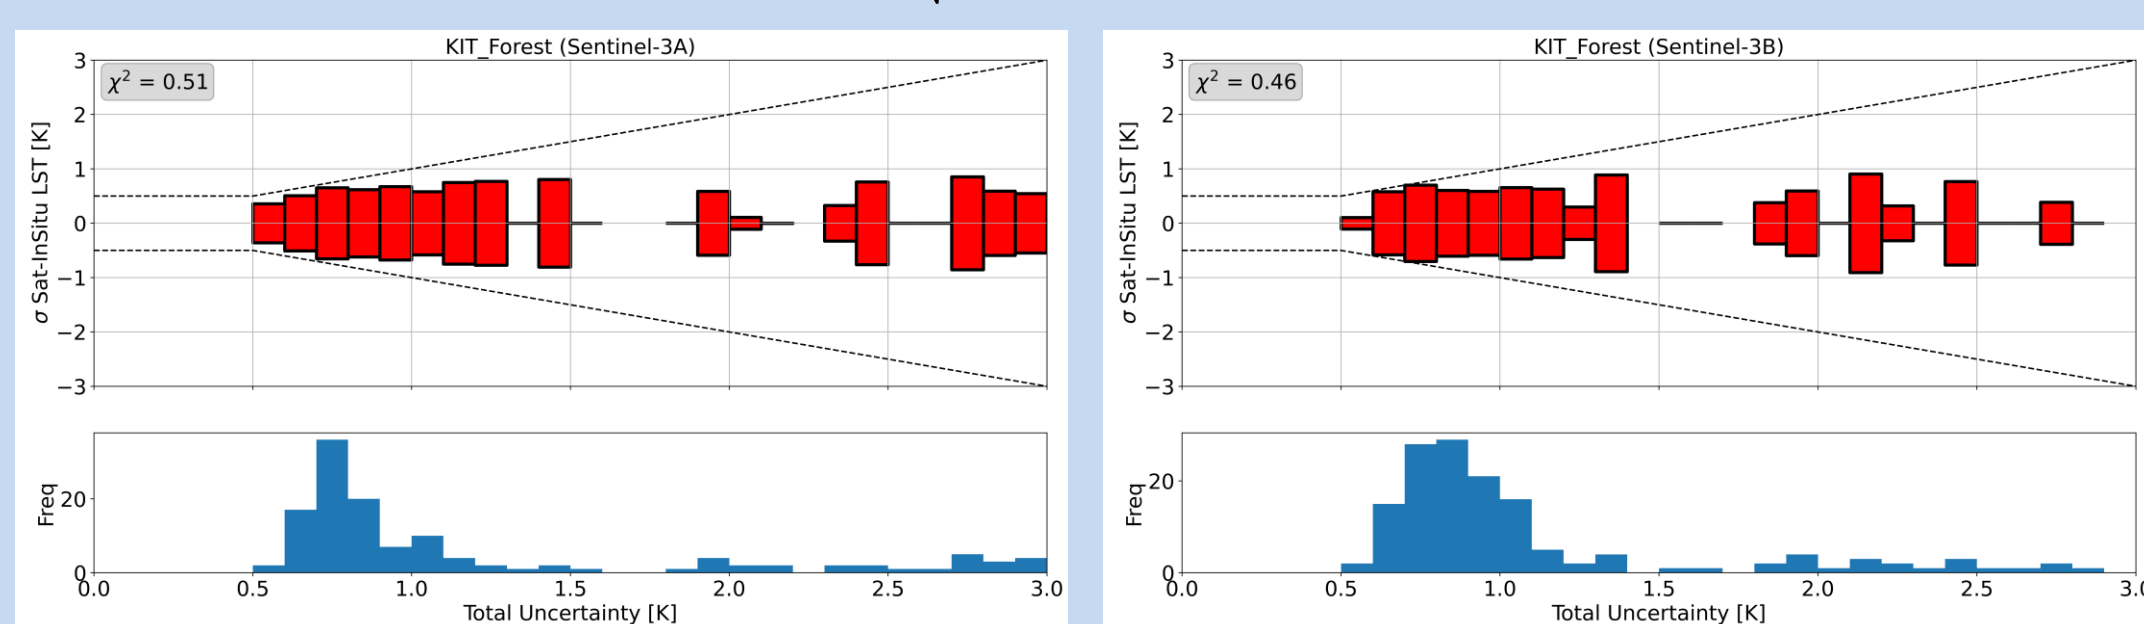 KIT_Forest (Sentinel-3A)
χ² = 0.51
σ Sat-InSitu LST [K]
3
2
1
0
−1
−2
−3
Freq
20
0
0.0 0.5 1.0 1.5 2.0 2.5 3.0
Total Uncertainty [K]
KIT_Forest (Sentinel-3B)
χ² = 0.46
σ Sat-InSitu LST [K]
3
2
1
0
−1
−2
−3
Freq
20
0
0.0 0.5 1.0 1.5 2.0 2.5 3.0
Total Uncertainty [K]